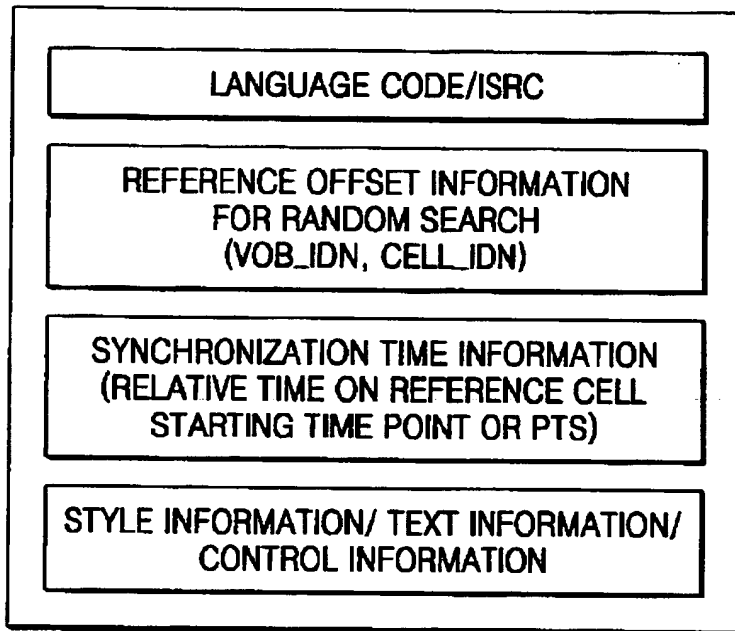 LANGUAGE CODE/ISRC
REFERENCE OFFSET INFORMATION
FOR RANDOM SEARCH
(VOB_IDN, CELL_IDN)
SYNCHRONIZATION TIME INFORMATION
(RELATIVE TIME ON REFERENCE CELL
STARTING TIME POINT OR PTS)
STYLE INFORMATION/ TEXT INFORMATION/
CONTROL INFORMATION